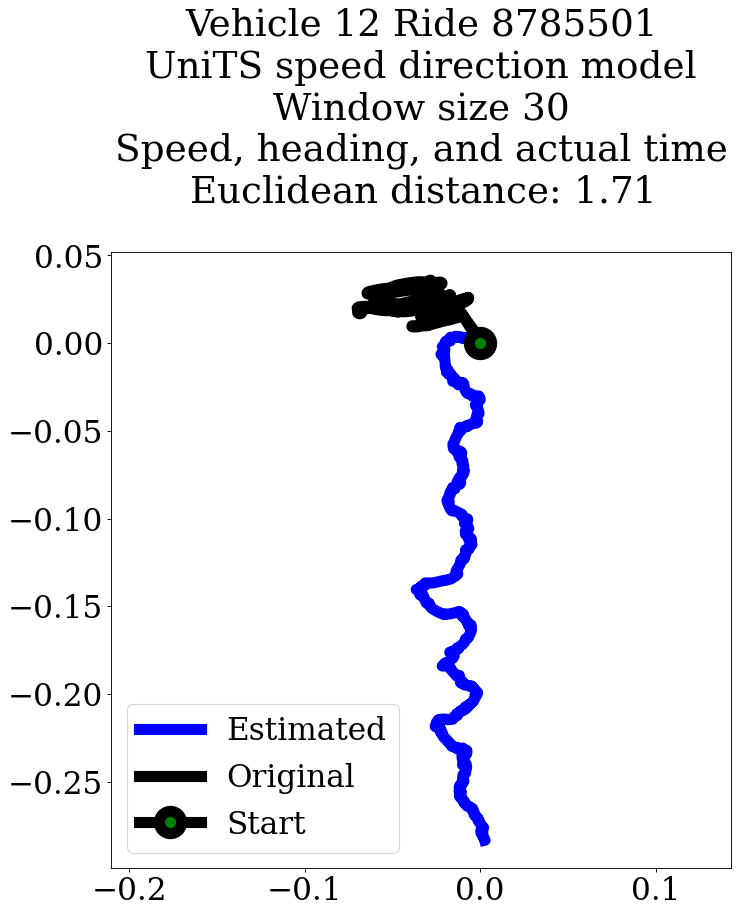 Vehicle 12 Ride 8785501
UniTS speed direction model
Window size 30
Speed, heading, and actual time
Euclidean distance: 1.71
0.05
0.00
−0.05
−0.10
−0.15
−0.20
−0.25
Estimated
Original
Start
−0.2
−0.1
0.0
0.1